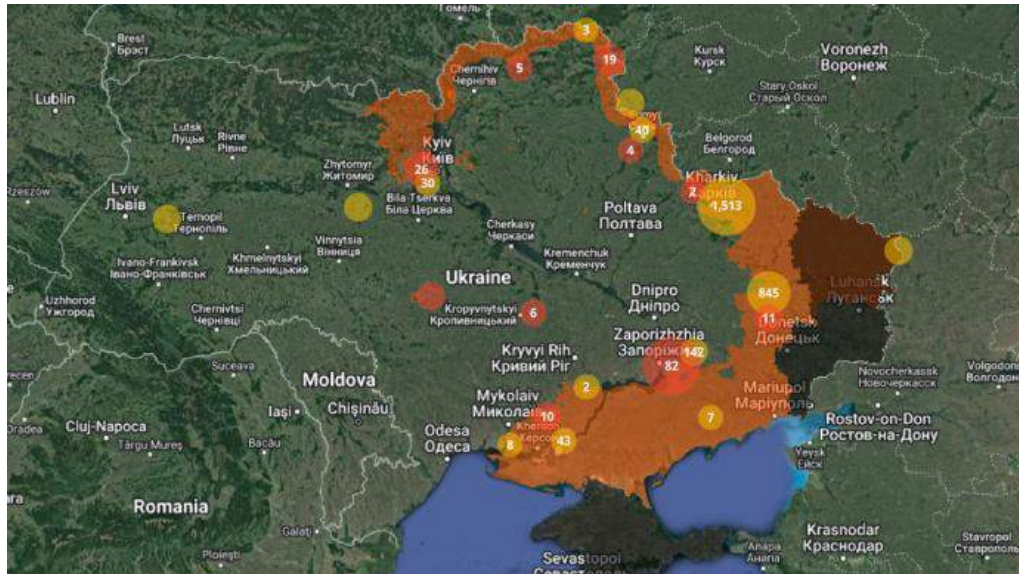 Гомель
Brest
Брэст
3
Kursk
Курск
Voronezh
Воронеж
19
5
Chernihiv
Чернігів
Stary Oskol
Старый Оскол
Lublin
Lutsk
Луцьк
Rivne
Рівне
Sumy
40
Belgorod
Белгород
Kyiv
Київ
4
26
Zhytomyr
Житомир
30
Kharkiv
Харків
2
1,513
Rzeszów
Lviv
Львів
Bila Tserkva
Біла Церква
Poltava
Полтава
Ternopil
Тернопіль
Cherkasy
Черкаси
Vinnytsia
Вінниця
Kremenchuk
Кременчук
Ivano-Frankivsk
Івано-Франківськ
Khmelnytskyi
Хмельницький
Ukraine
Luhansk
Луганськ
Dnipro
Дніпро
845
Uzhhorod
Ужгород
Chernivtsi
Чернівці
Kropyvnytskyi
Кропивницький
6
11
Donetsk
Донецьк
Zaporizhzhia
Запоріжжя
142
82
Kryvyi Rih
Кривий Ріг
Suceava
Novocherkassk
Новочеркасск
Volgodonsk
Moldova
Mykolaiv
Миколаїв
2
Mariupol
Маріуполь
Iași
Chișinău
10
7
Rostov-on-Don
Ростов-на-Дону
Oradea
Cluj-Napoca
Târgu Mureș
Bacău
Odesa
Одеса
Kherson
Херсон
8
43
Yeysk
Ейск
Romania
Galați
Krasnodar
Краснодар
Ploiești
Anapa
Анапа
Stavropol
Ставрополь
Sevastopol
Севастополь